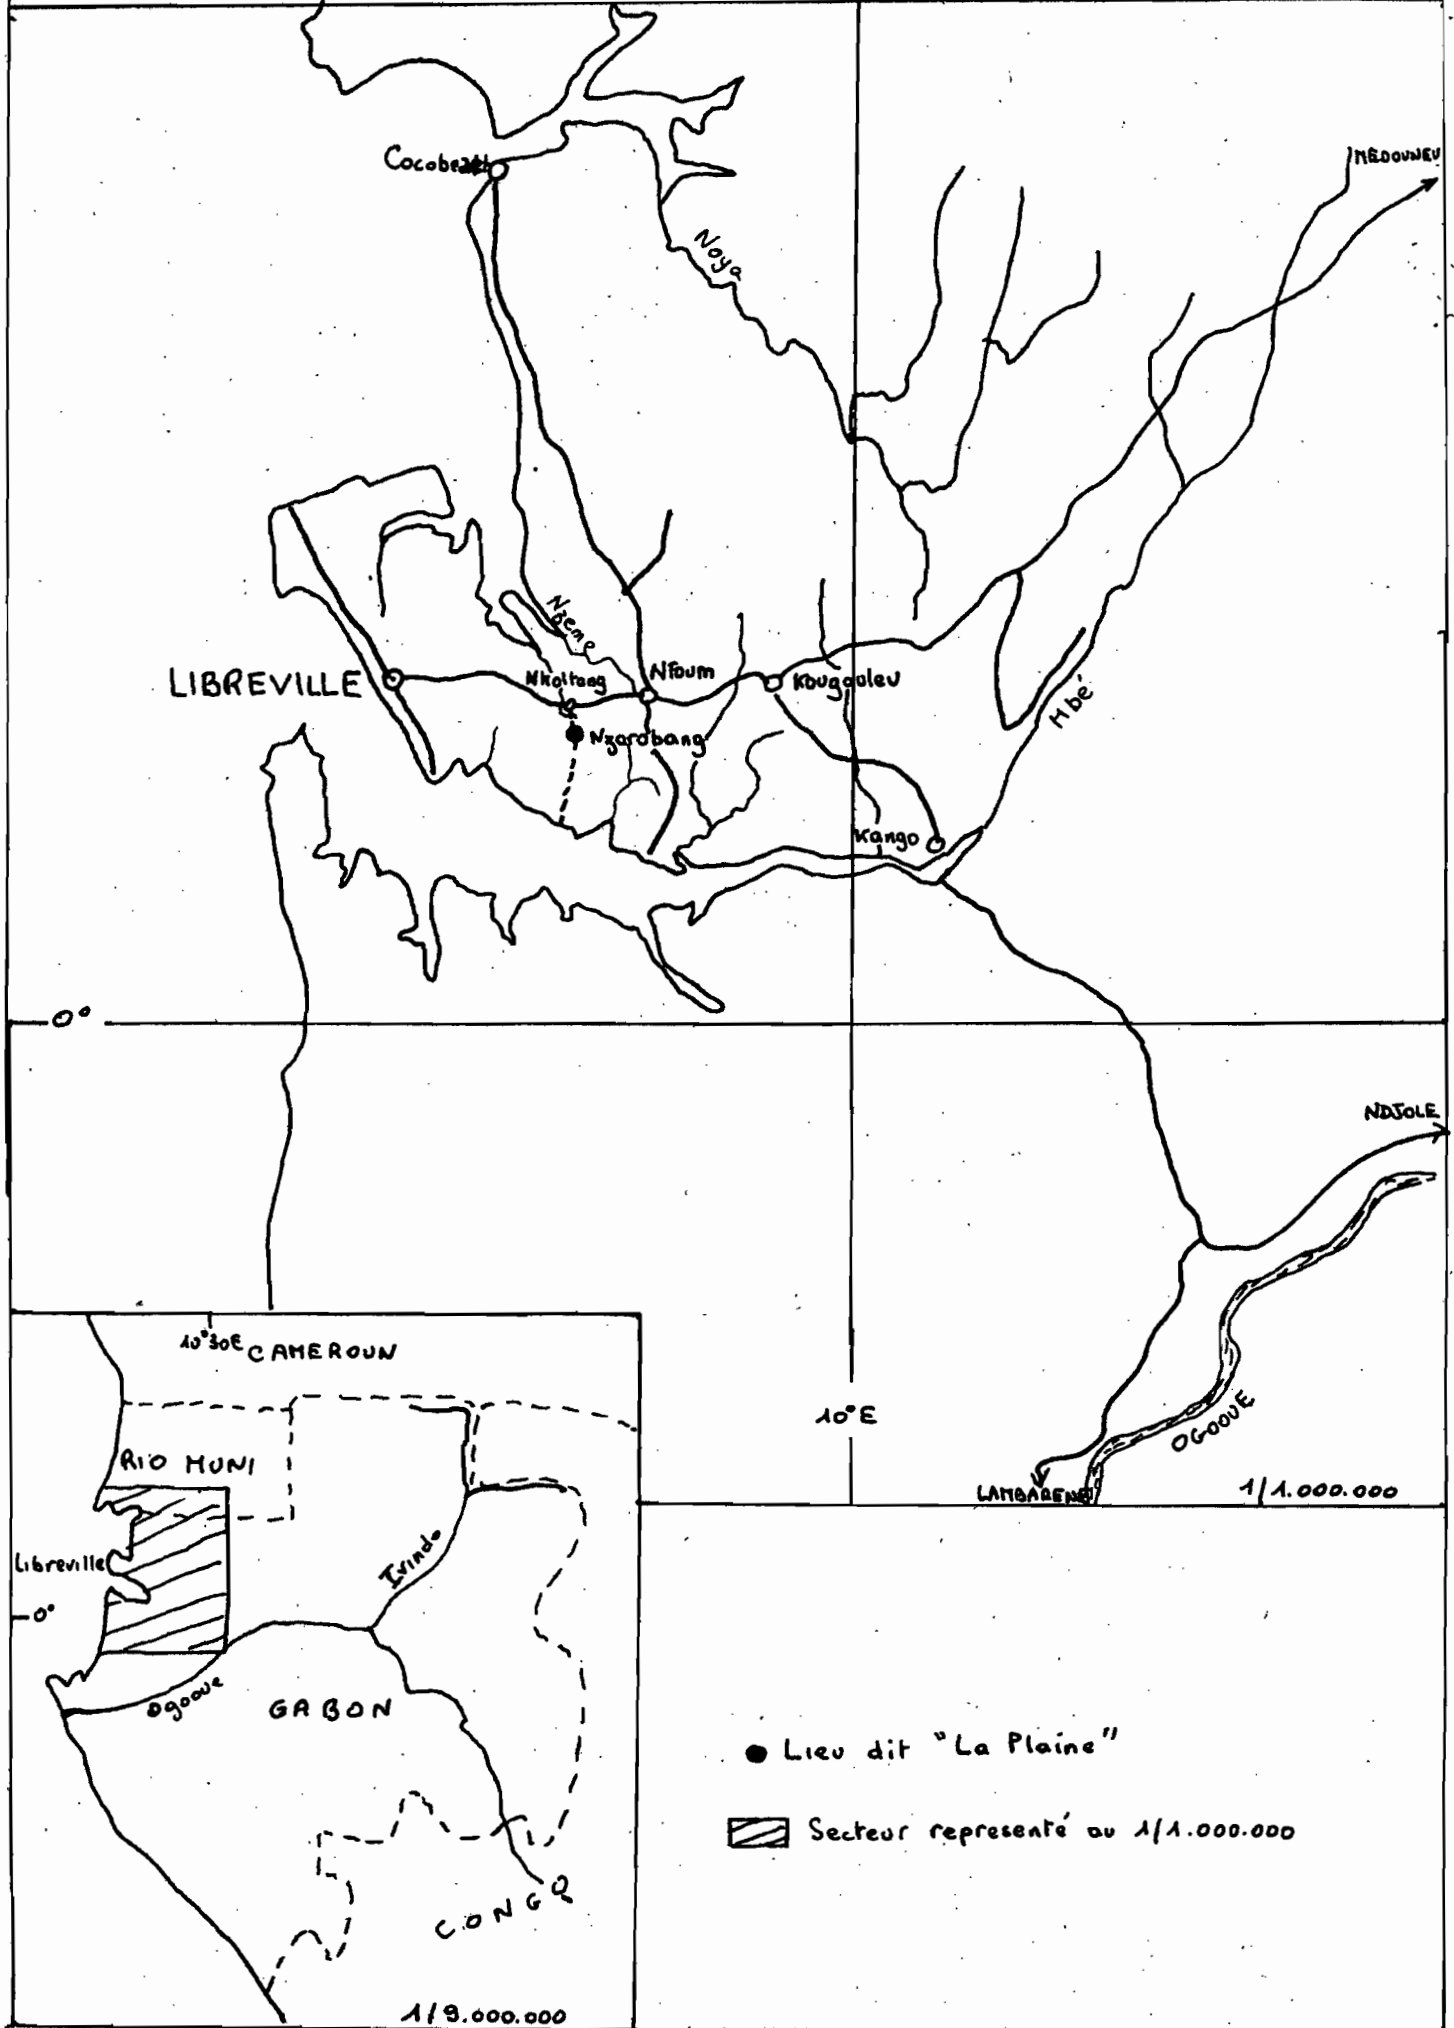 Cocobeach
MEDOUNEU
Noya
Nzeme
LIBREVILLE
Nkoltang
NToum
Kougouleu
Nzorobang
Mbé
Kango
0°
NDJOLE
10°E
OGOOUE
LAMBARENE
1/1.000.000
10°30E
CAMEROUN
RIO MUNI
Libreville
0°
Ivindo
Ogooue
GABON
CONGO
1/9.000.000
Lieu dit "La Plaine"
Secteur representé au 1/1.000.000